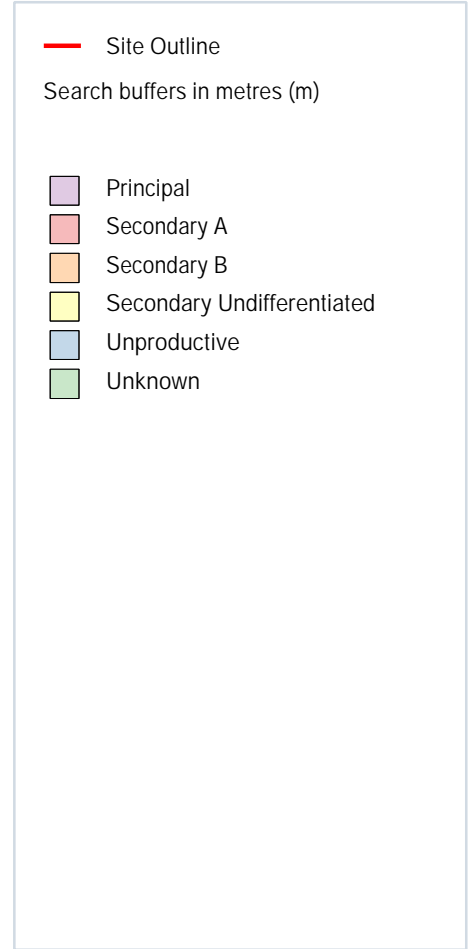 Site Outline
Search buffers in metres (m)
Principal
Secondary A
Secondary B
Secondary Undifferentiated
Unproductive
Unknown